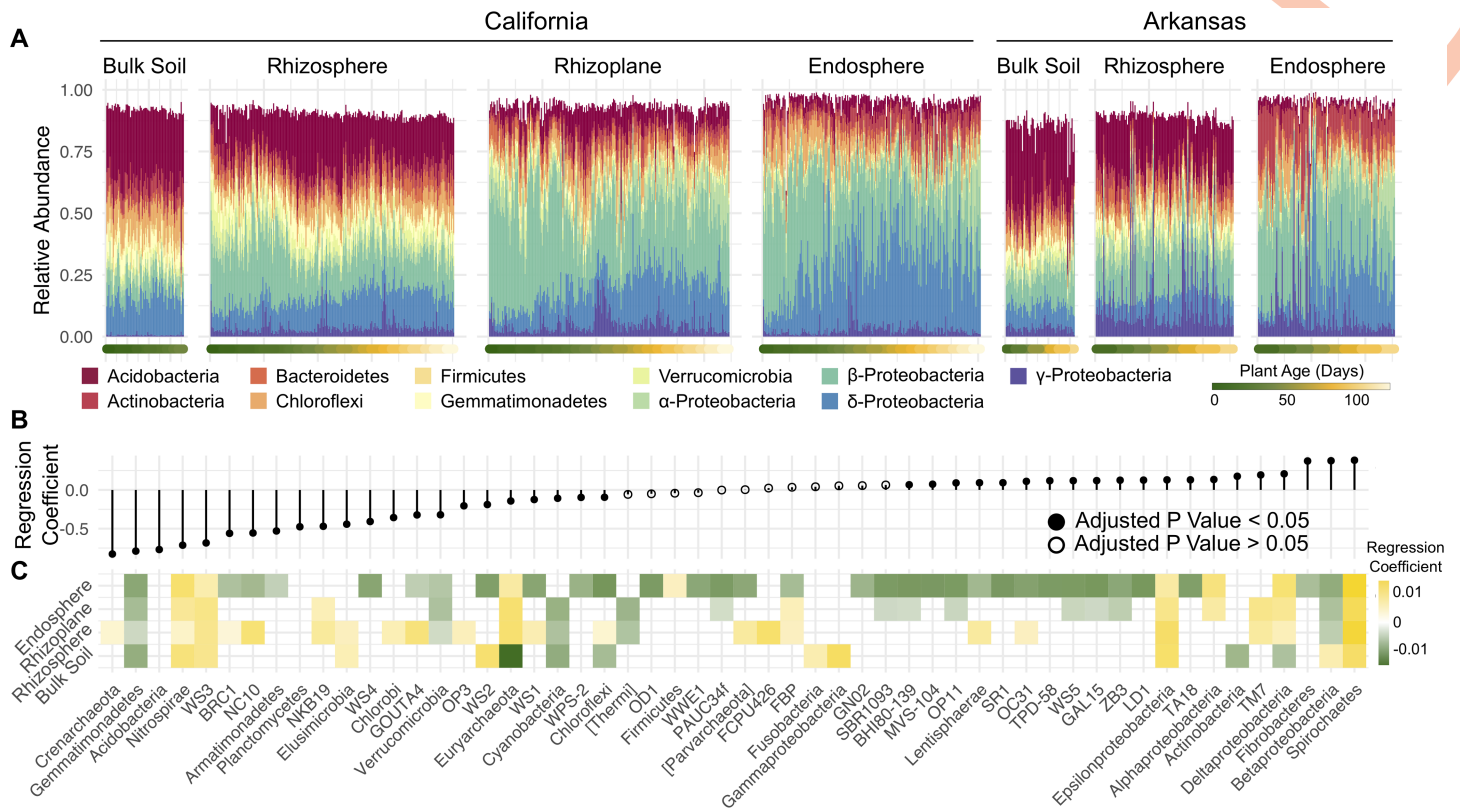 California Arkansas
A
Bulk Soil Rhizosphere Rhizoplane Endosphere Bulk Soil Rhizosphere Endosphere
Relative Abundance
1.00
0.75
0.50
0.25
0.00
Acidobacteria Bacteroidetes Firmicutes Verrucomicrobia β-Proteobacteria γ-Proteobacteria
Actinobacteria Chloroflexi Gemmatimonadetes α-Proteobacteria δ-Proteobacteria
Plant Age (Days)
0 50 100
B
Regression
Coefficient
0.0
-0.5
Adjusted P Value < 0.05
Adjusted P Value > 0.05
C
Regression
Coefficient
0.01
0
-0.01
Endosphere
Rhizoplane
Rhizosphere
Bulk Soil
Crenarchaeota
Gemmatimonadetes
Acidobacteria
Nitrospirae
WS3
BRC1
NC10
Armatimonadetes
Planctomycetes
NKB19
Elusimicrobia
WS4
Chlorobi
GOUTA4
Verrucomicrobia
OP3
WS2
Euryarchaeota
WS1
Cyanobacteria
WPS-2
Chloroflexi
[Thermi]
OD1
Firmicutes
WWE1
PAUC34f
[Parvarchaeota]
FCPU426
FBP
Fusobacteria
Gammaproteobacteria
GN02
SBR1093
BHI80-139
MVS-104
OP11
Lentisphaerae
SR1
OC31
TPD-58
WS5
GAL15
ZB3
LD1
Epsilonproteobacteria
TA18
Alphaproteobacteria
Actinobacteria
TM7
Deltaproteobacteria
Fibrobacteres
Betaproteobacteria
Spirochaetes